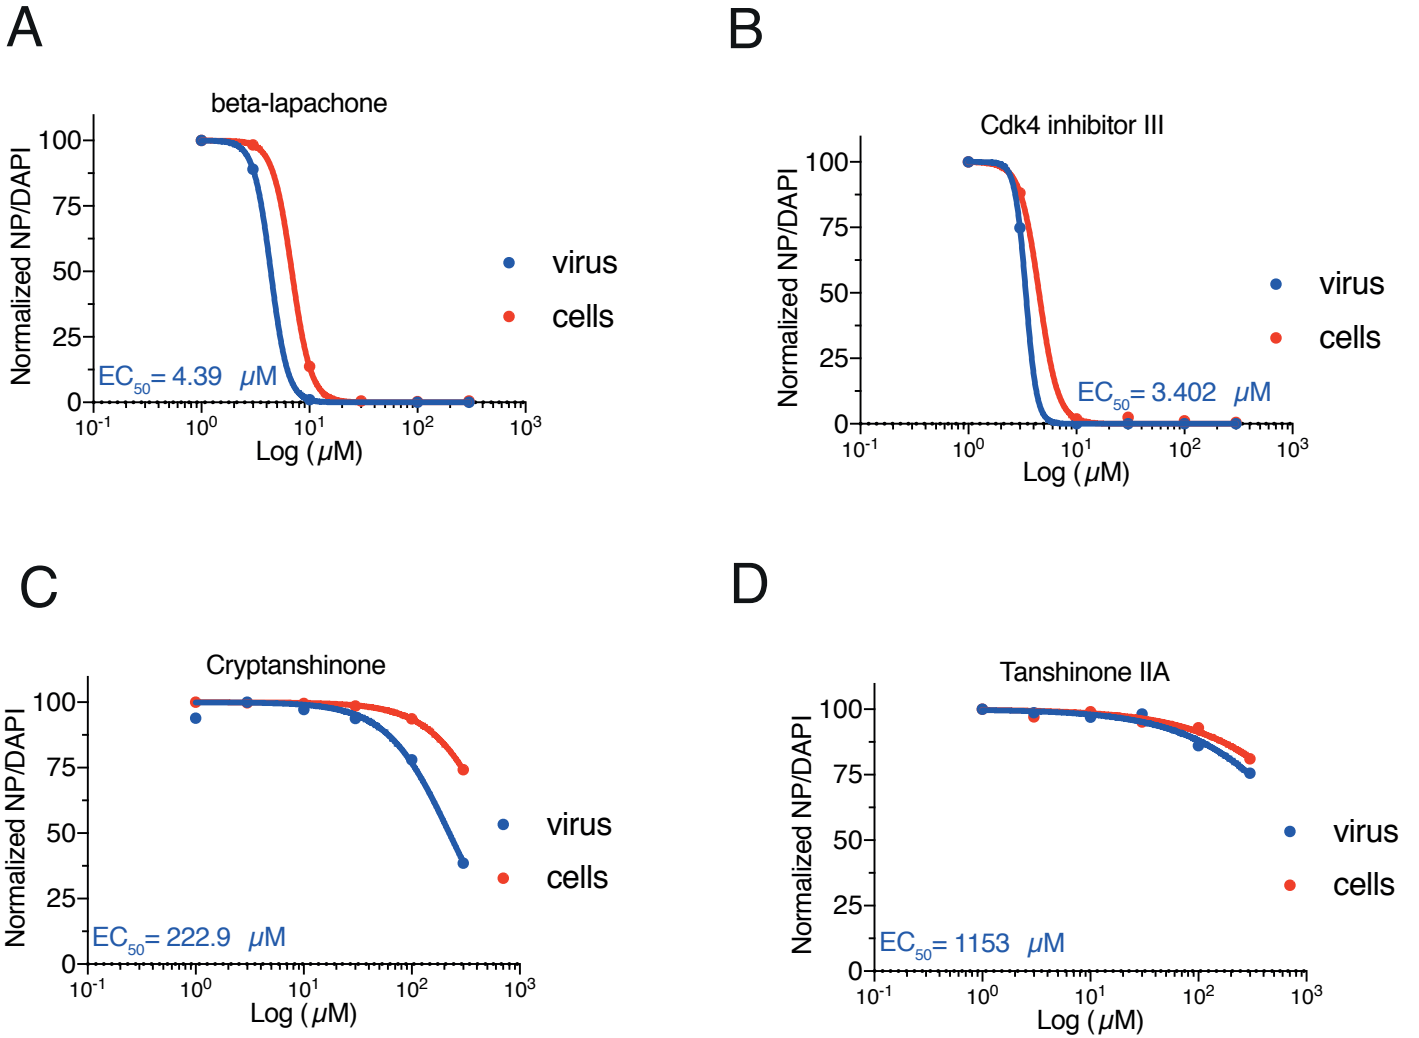 A
beta-lapachone
Normalized NP/DAPI
100
75
50
25
0
EC50= 4.39 µM
10-1 100 101 102 103
Log (µM)
virus
cells
B
Cdk4 inhibitor III
Normalized NP/DAPI
100
75
50
25
0
EC50= 3.402 µM
10-1 100 101 102 103
Log (µM)
virus
cells
C
Cryptanshinone
Normalized NP/DAPI
100
75
50
25
0
EC50= 222.9 µM
10-1 100 101 102 103
Log (µM)
virus
cells
D
Tanshinone IIA
Normalized NP/DAPI
100
75
50
25
0
EC50= 1153 µM
10-1 100 101 102 103
Log (µM)
virus
cells